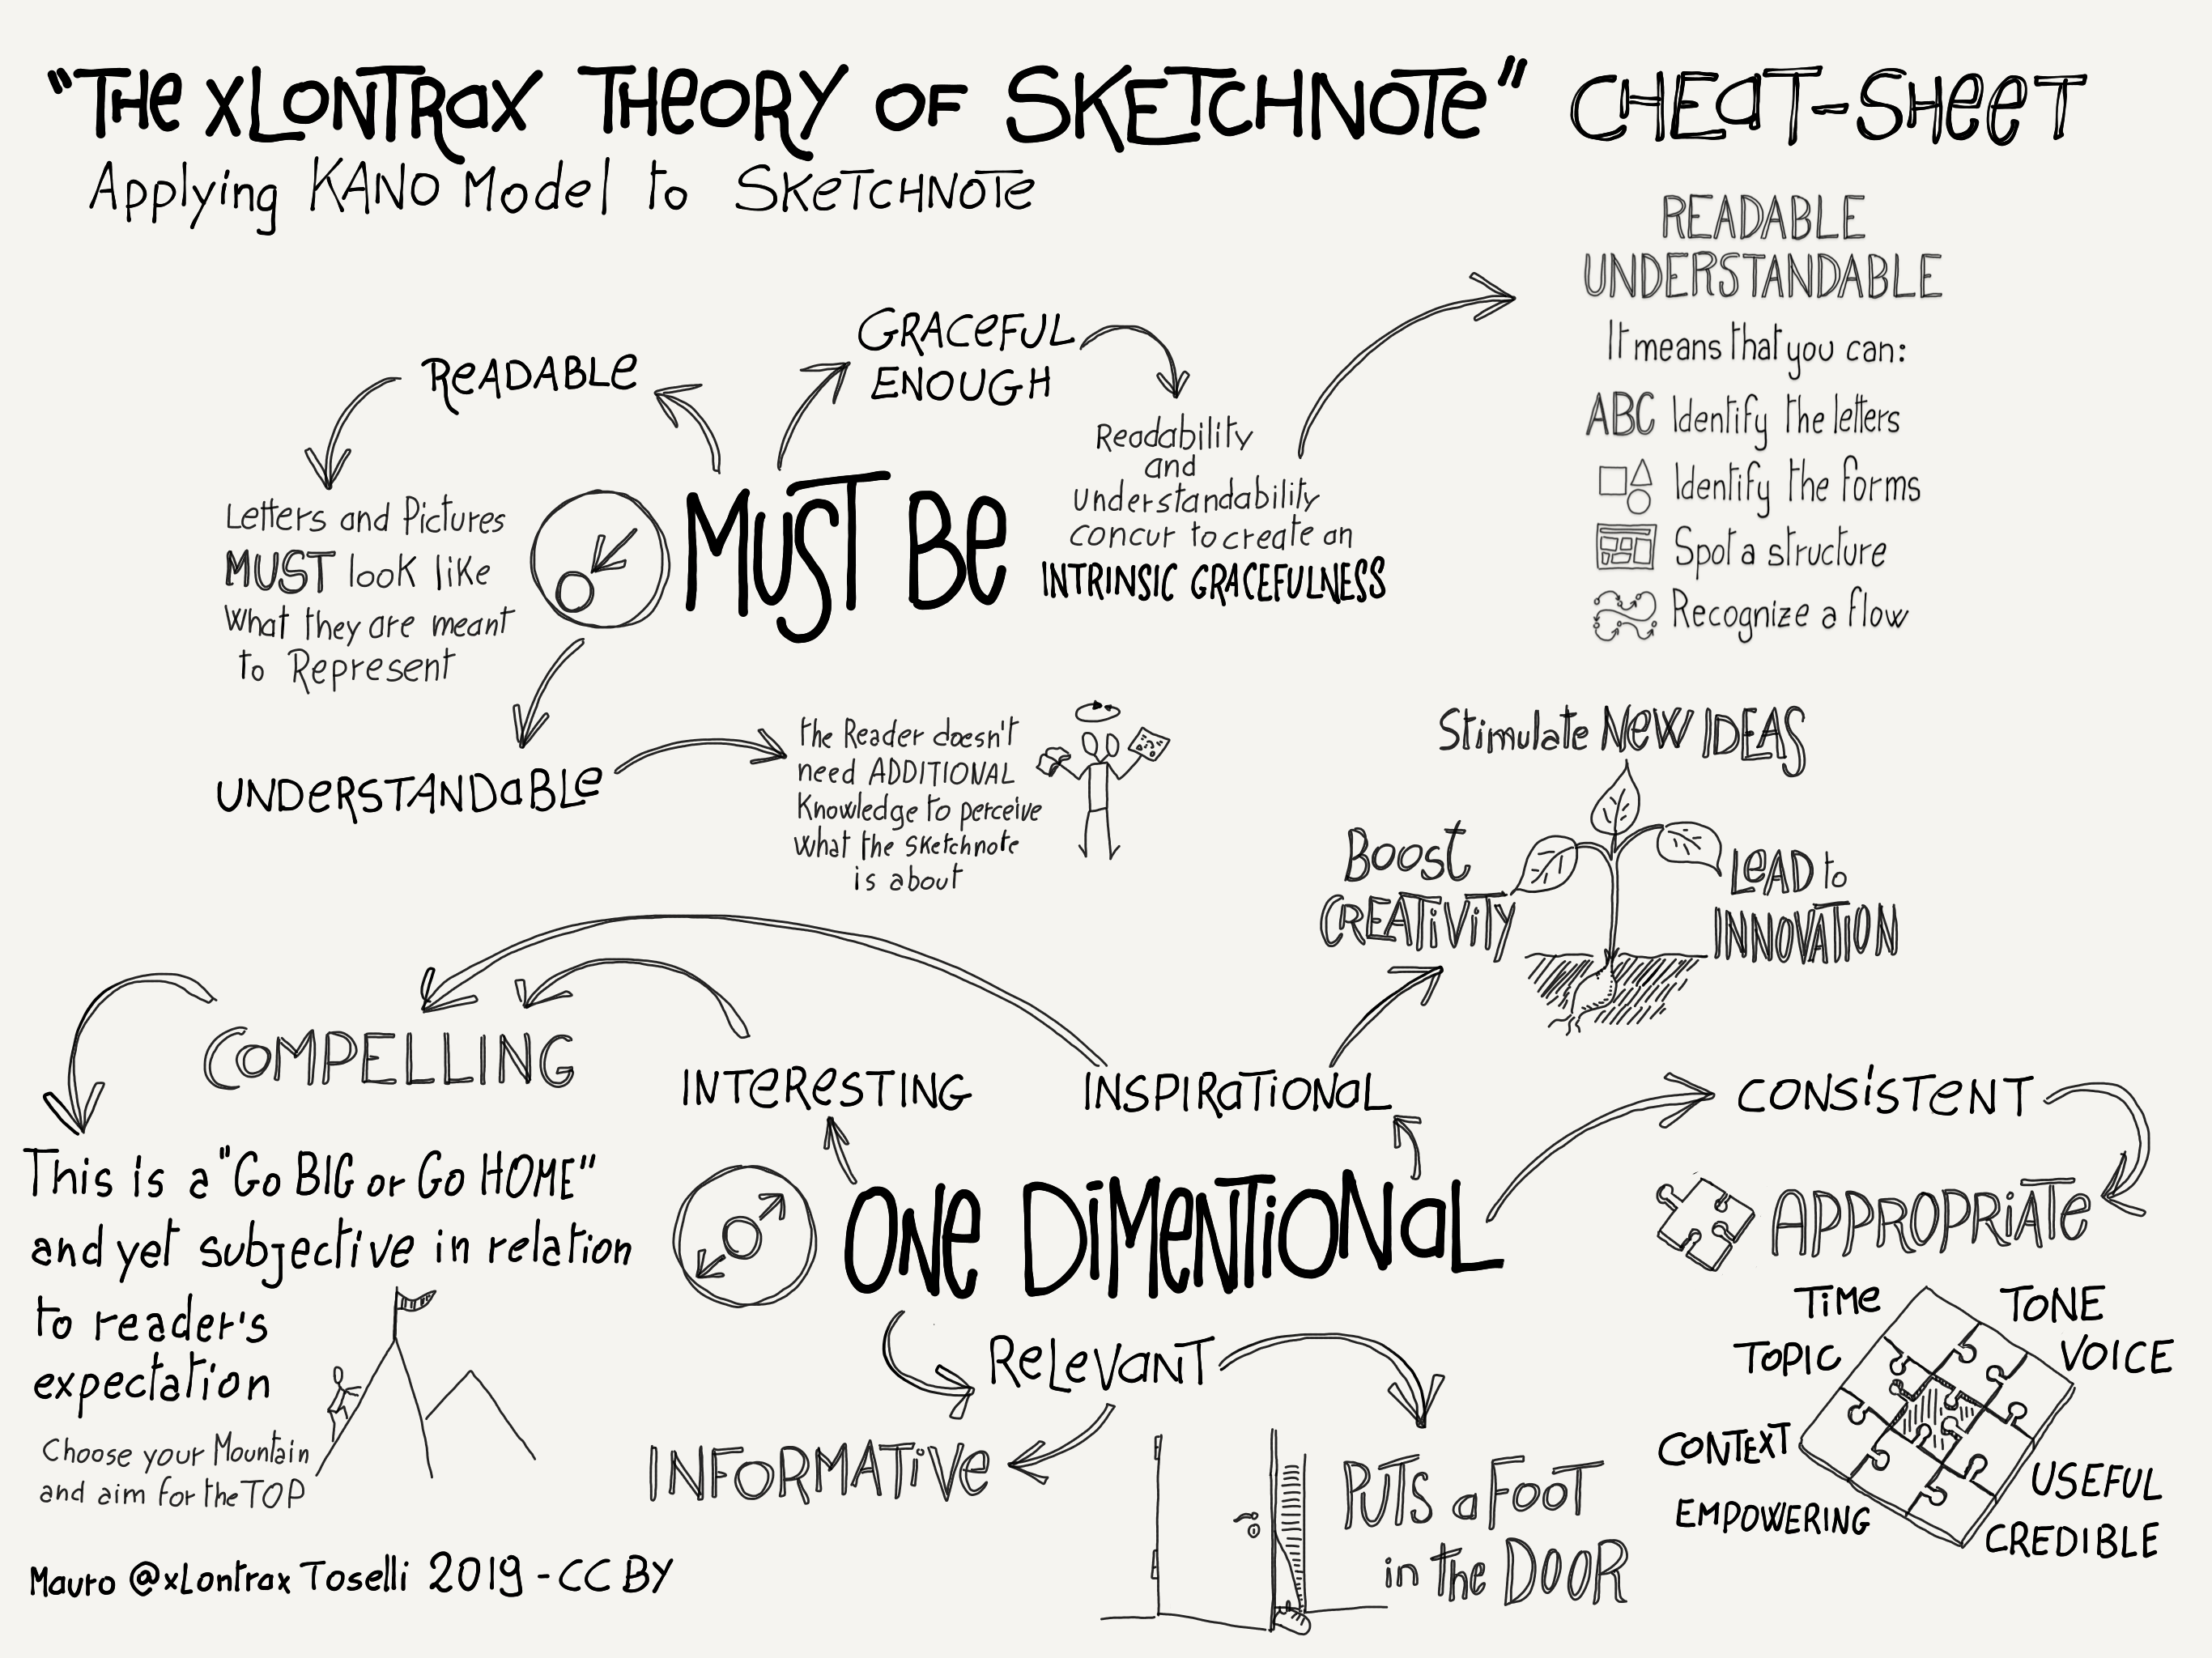 "THe xLONTRax THeORY OF SKETCHNOTe" CHEaT-SHeeT
Applying KANO Model to SKeTCHNOTe
READABLE
UNDERSTANDABLE
It means that you can:
ABC Identify the letters
Identify the forms
Spot a structure
Recognize a flow
ReADABLe
GRACeFUL
ENOUGH
Readability
and
Understandability
concur to create an
INTRINSIC GRACEFULNESS
MUST Be
Letters and Pictures
MUST look like
What they are meant
to Represent
UNDeRSTANDaBLe
the Reader doesn't
need ADDITIONAL
Knowledge to perceive
What the Sketchnote
is about
Stimulate NeW IDEAS
Boost
CREATiViTY
LeAD to
INNOVATION
COMPELLING
INTeReSTING
INSPIRaTIONaL
CONSiSTeNT
APPROPRiATe
This is a "Go BIG or Go HOME"
and yet subjective in relation
to reader's
expectation
Choose your Mountain
and aim for the TOP
ONe DiMeNTiONaL
ReLeVaNT
INFORMATiVe
PUTS a FOOT
in the DOOR
TiMe
TOPIC
TONE
VOICE
CONTEXT
EMPOWERING
USEFUL
CREDIBLE
Mauro @xLontrax Toselli 2019 - CC BY